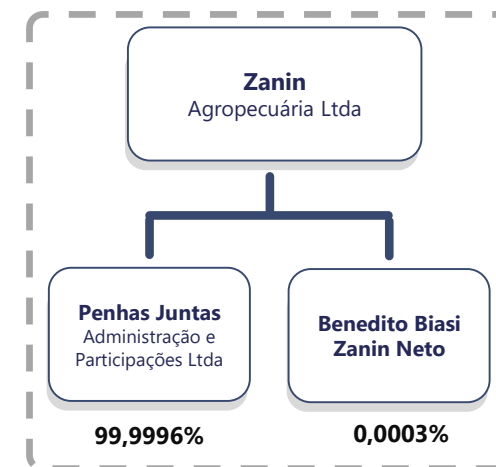 Zanin
Agropecuária Ltda
Penhas Juntas
Administração e
Participações Ltda
Benedito Biasi
Zanin Neto
99,9996%
0,0003%